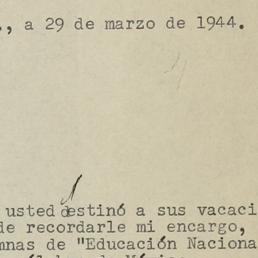 ., a 29 de marzo de 1944.
usted destinó a sus vacaci
de recordarle mi encargo,
mnas de "Educación Naciona